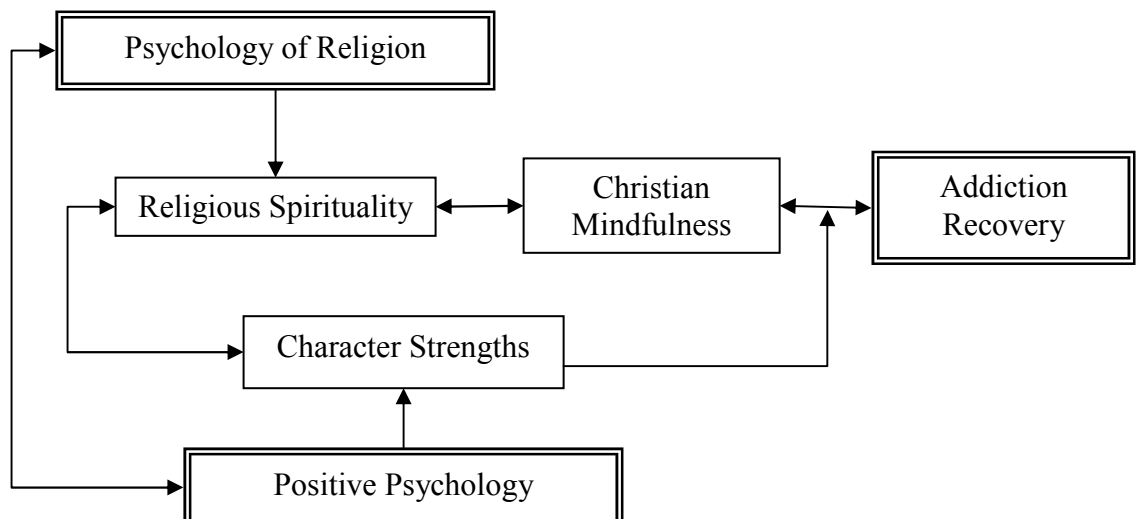 Psychology of Religion
Religious Spirituality
Christian
Mindfulness
Addiction
Recovery
Character Strengths
Positive Psychology